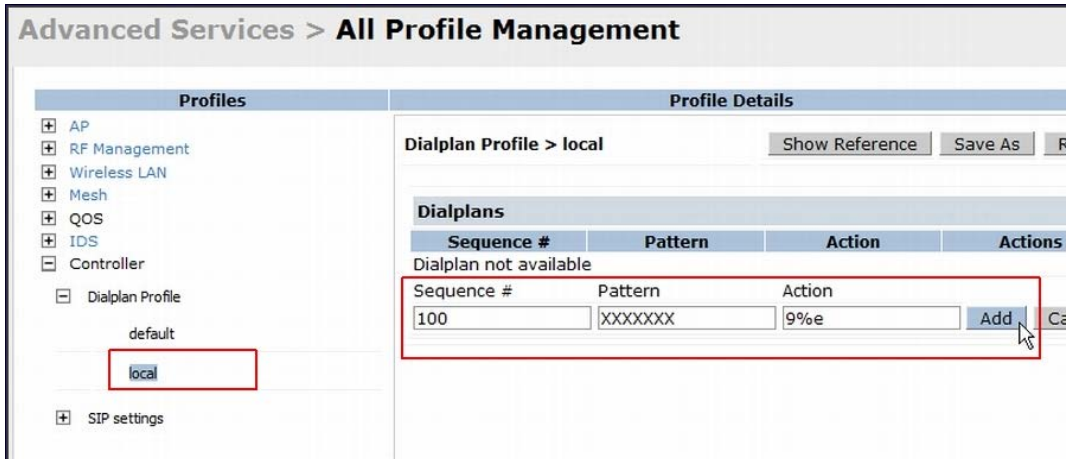 Advanced Services > All Profile Management
Profiles
AP
RF Management
Wireless LAN
Mesh
QOS
IDS
Controller
Dialplan Profile
default
local
SIP settings
Profile Details
Dialplan Profile > local Show Reference Save As R
Dialplans
Sequence # Pattern Action Actions
Dialplan not available
Sequence # Pattern Action
100 XXXXXXX 9%e Add Ca